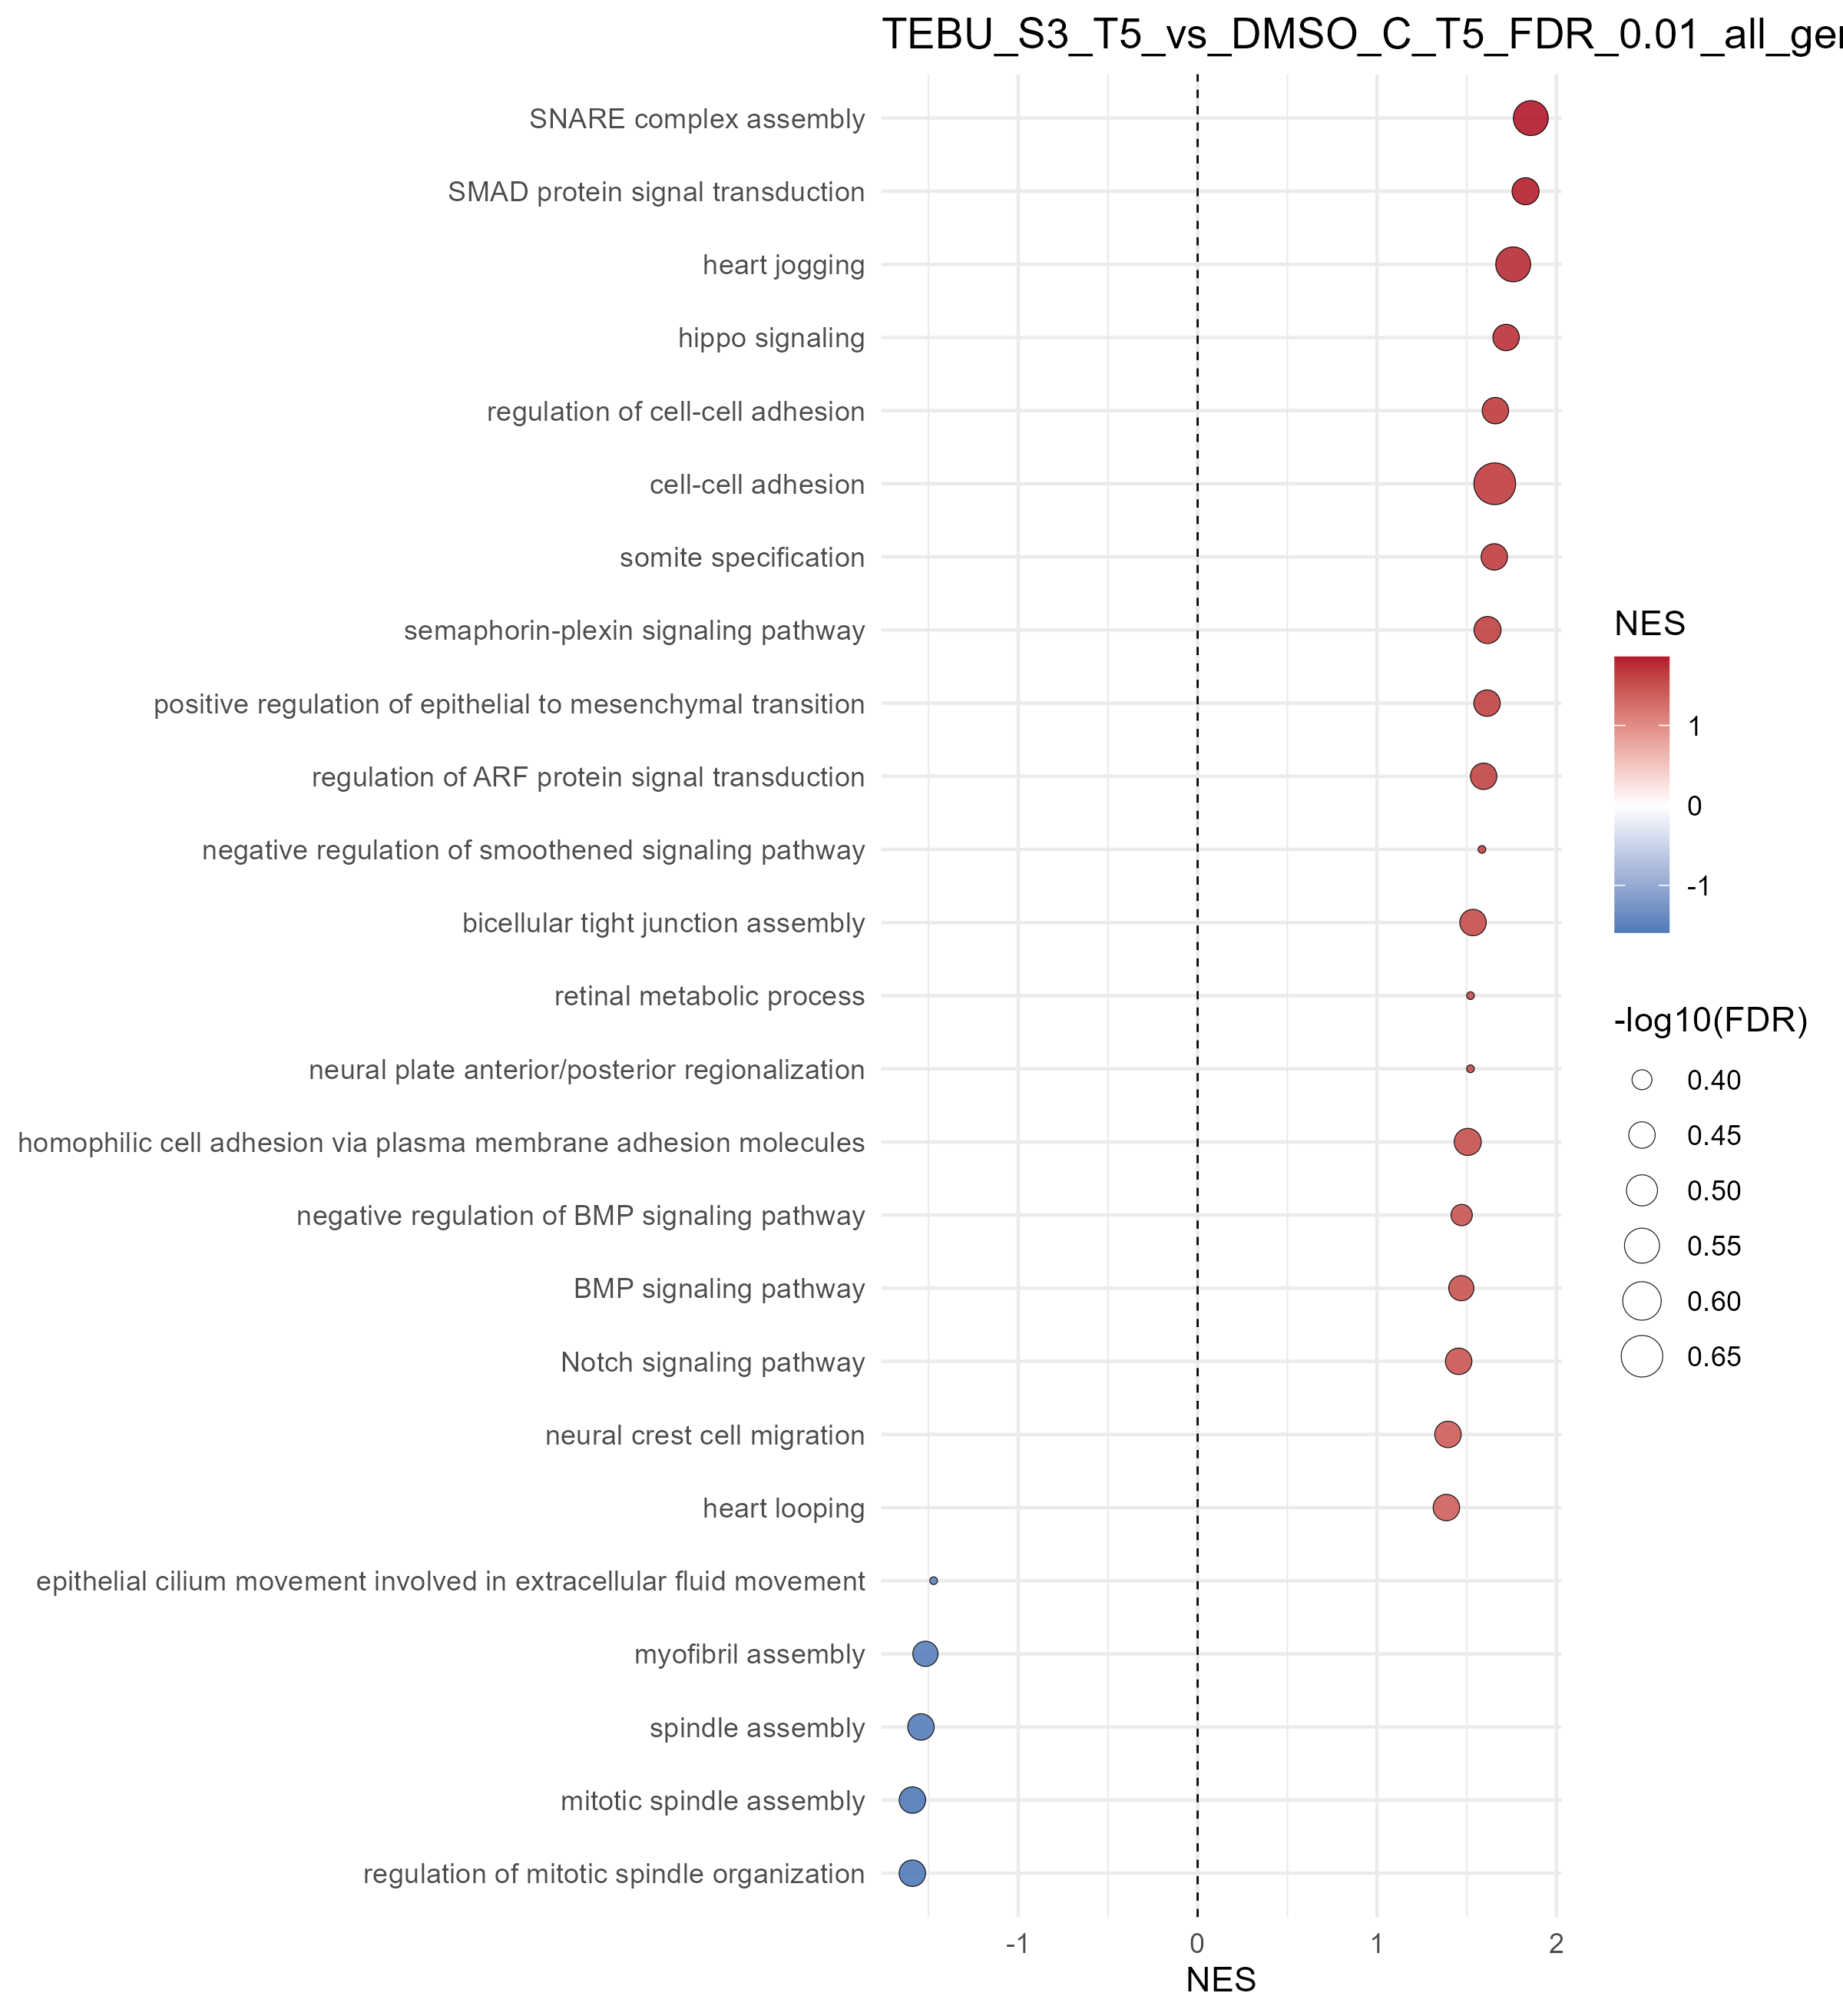 TEBU_S3_T5_vs_DMSO_C_T5_FDR_0.01_all_ge
SNARE complex assembly
SMAD protein signal transduction
heart jogging
hippo signaling
regulation of cell-cell adhesion
cell-cell adhesion
somite specification
semaphorin-plexin signaling pathway
positive regulation of epithelial to mesenchymal transition
regulation of ARF protein signal transduction
negative regulation of smoothened signaling pathway
bicellular tight junction assembly
retinal metabolic process
neural plate anterior/posterior regionalization
homophilic cell adhesion via plasma membrane adhesion molecules
negative regulation of BMP signaling pathway
BMP signaling pathway
Notch signaling pathway
neural crest cell migration
heart looping
epithelial cilium movement involved in extracellular fluid movement
myofibril assembly
spindle assembly
mitotic spindle assembly
regulation of mitotic spindle organization
-1 0 1 2
NES
NES
1
0
-1
-log10(FDR)
0.40
0.45
0.50
0.55
0.60
0.65